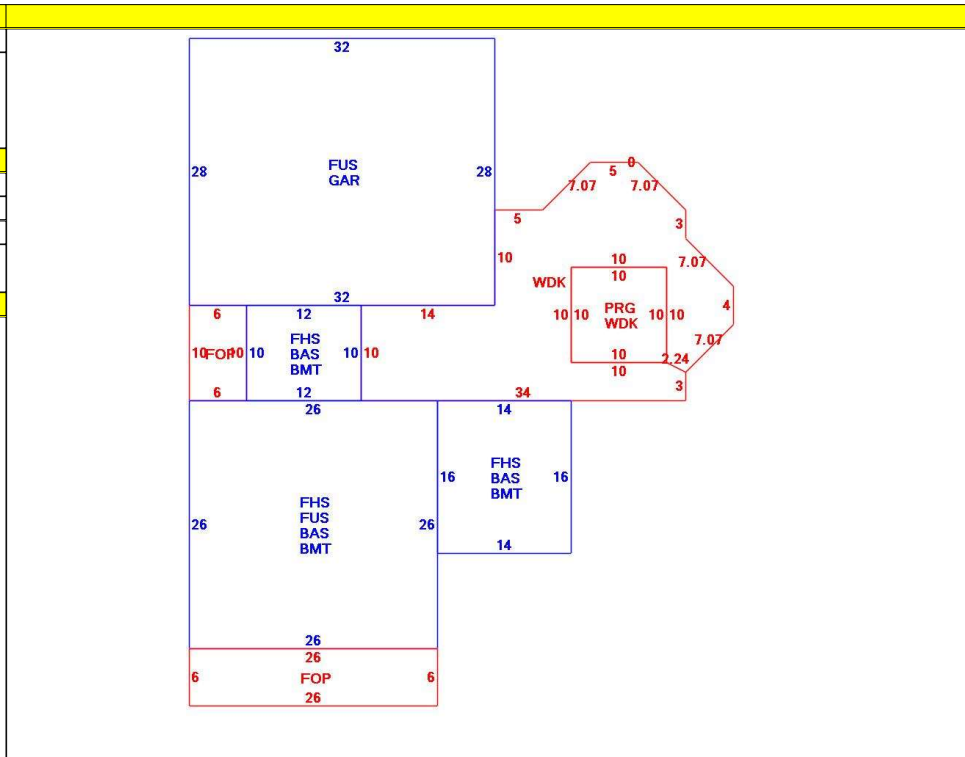 32
28 FUS 28
GAR
5 0
7.07 7.07
5
3
10
7.07
32
10
10
WDK
6 12 14
4
10 10 PRG 10 10
WDK
7.07
FHS
10 FOP 10 10 BAS 10 10
BMT
10 2.24
10
3
6 12 34
26 14
FHS
16 BAS 16
BMT
FHS
26 FUS 26
BAS
BMT
14
26
26
6 FOP 6
26